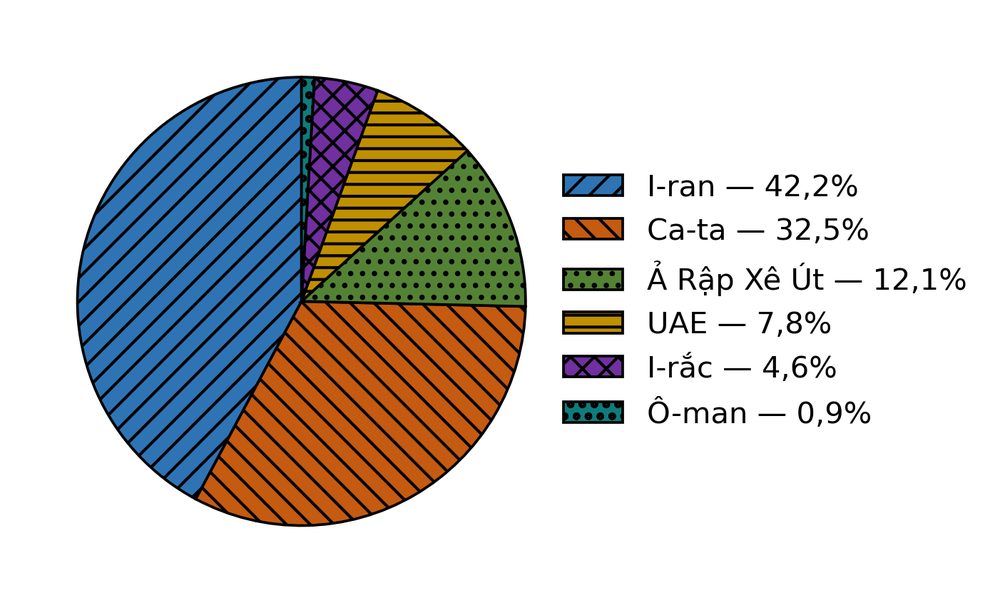 I-ran — 42,2%
Ca-ta — 32,5%
Ả Rập Xê Út — 12,1%
UAE — 7,8%
I-rắc — 4,6%
Ô-man — 0,9%